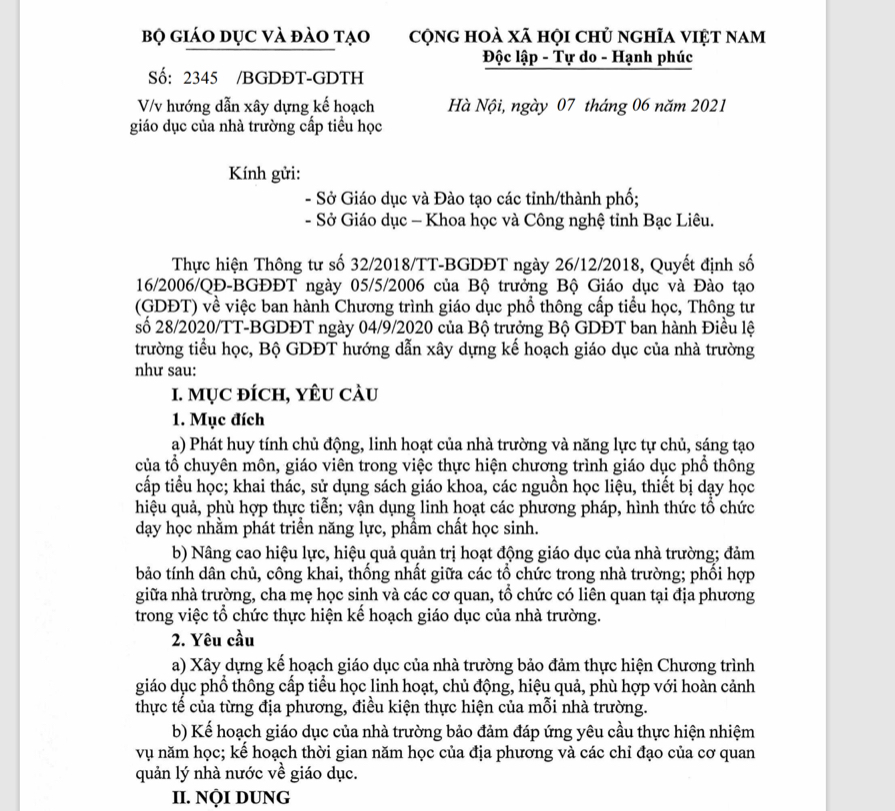 BỘ GIÁO DỤC VÀ ĐÀO TẠO
CỘNG HOÀ XÃ HỘI CHỦ NGHĨA VIỆT NAM
Độc lập - Tự do - Hạnh phúc
Số: 2345 /BGDĐT-GDTH
V/v hướng dẫn xây dựng kế hoạch
giáo dục của nhà trường cấp tiểu học
Hà Nội, ngày 07 tháng 06 năm 2021
Kính gửi:
- Sở Giáo dục và Đào tạo các tỉnh/thành phố;
- Sở Giáo dục – Khoa học và Công nghệ tỉnh Bạc Liêu.
Thực hiện Thông tư số 32/2018/TT-BGDĐT ngày 26/12/2018, Quyết định số
16/2006/QĐ-BGĐĐT ngày 05/5/2006 của Bộ trưởng Bộ Giáo dục và Đào tạo
(GDĐT) về việc ban hành Chương trình giáo dục phổ thông cấp tiểu học, Thông tư
số 28/2020/TT-BGDĐT ngày 04/9/2020 của Bộ trưởng Bộ GDĐT ban hành Điều lệ
trường tiểu học, Bộ GDĐT hướng dẫn xây dựng kế hoạch giáo dục của nhà trường
như sau:
I. MỤC ĐÍCH, YÊU CẦU
1. Mục đích
a) Phát huy tính chủ động, linh hoạt của nhà trường và năng lực tự chủ, sáng tạo
của tổ chuyên môn, giáo viên trong việc thực hiện chương trình giáo dục phổ thông
cấp tiểu học; khai thác, sử dụng sách giáo khoa, các nguồn học liệu, thiết bị dạy học
hiệu quả, phù hợp thực tiễn; vận dụng linh hoạt các phương pháp, hình thức tổ chức
dạy học nhằm phát triển năng lực, phẩm chất học sinh.
b) Nâng cao hiệu lực, hiệu quả quản trị hoạt động giáo dục của nhà trường; đảm
bảo tính dân chủ, công khai, thống nhất giữa các tổ chức trong nhà trường; phối hợp
giữa nhà trường, cha mẹ học sinh và các cơ quan, tổ chức có liên quan tại địa phương
trong việc tổ chức thực hiện kế hoạch giáo dục của nhà trường.
2. Yêu cầu
a) Xây dựng kế hoạch giáo dục của nhà trường bảo đảm thực hiện Chương trình
giáo dục phổ thông cấp tiểu học linh hoạt, chủ động, hiệu quả, phù hợp với hoàn cảnh
thực tế của từng địa phương, điều kiện thực hiện của mỗi nhà trường.
b) Kế hoạch giáo dục của nhà trường bảo đảm đáp ứng yêu cầu thực hiện nhiệm
vụ năm học; kế hoạch thời gian năm học của địa phương và các chỉ đạo của cơ quan
quản lý nhà nước về giáo dục.
II. NỘI DUNG